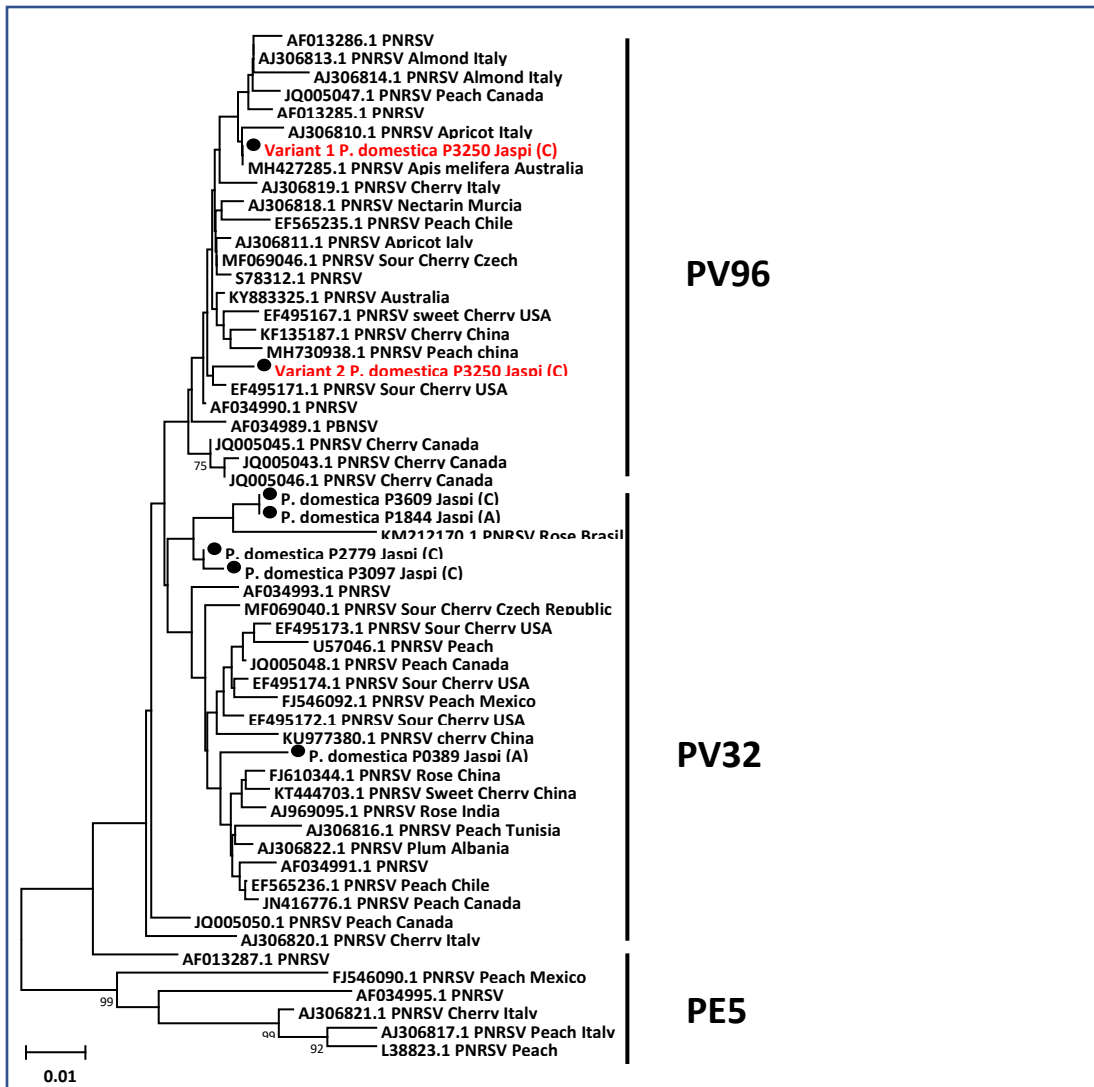 AF013286.1 PNRSV
AJ306813.1 PNRSV Almond Italy
AJ306814.1 PNRSV Almond Italy
JQ005047.1 PNRSV Peach Canada
AF013285.1 PNRSV
AJ306810.1 PNRSV Apricot Italy
Variant 1 P. domestica P3250 Jaspi (C)
MH427285.1 PNRSV Apis melifera Australia
AJ306819.1 PNRSV Cherry Italy
AJ306818.1 PNRSV Nectarin Murcia
EF565235.1 PNRSV Peach Chile
AJ306811.1 PNRSV Apricot Ialy
MF069046.1 PNRSV Sour Cherry Czech
S78312.1 PNRSV
KY883325.1 PNRSV Australia
EF495167.1 PNRSV sweet Cherry USA
KF135187.1 PNRSV Cherry China
MH730938.1 PNRSV Peach china
Variant 2 P. domestica P3250 Jaspi (C)
EF495171.1 PNRSV Sour Cherry USA
AF034990.1 PNRSV
AF034989.1 PBNSV
JQ005045.1 PNRSV Cherry Canada
75
JQ005043.1 PNRSV Cherry Canada
JQ005046.1 PNRSV Cherry Canada
PV96
P. domestica P3609 Jaspi (C)
P. domestica P1844 Jaspi (A)
KM212170.1 PNRSV Rose Brasil
P. domestica P2779 Jaspi (C)
P. domestica P3097 Jaspi (C)
AF034993.1 PNRSV
MF069040.1 PNRSV Sour Cherry Czech Republic
EF495173.1 PNRSV Sour Cherry USA
U57046.1 PNRSV Peach
JQ005048.1 PNRSV Peach Canada
EF495174.1 PNRSV Sour Cherry USA
FJ546092.1 PNRSV Peach Mexico
EF495172.1 PNRSV Sour Cherry USA
KU977380.1 PNRSV cherry China
P. domestica P0389 Jaspi (A)
FJ610344.1 PNRSV Rose China
KT444703.1 PNRSV Sweet Cherry China
AJ969095.1 PNRSV Rose India
AJ306816.1 PNRSV Peach Tunisia
AJ306822.1 PNRSV Plum Albania
AF034991.1 PNRSV
EF565236.1 PNRSV Peach Chile
JN416776.1 PNRSV Peach Canada
JQ005050.1 PNRSV Peach Canada
AJ306820.1 PNRSV Cherry Italy
PV32
AF013287.1 PNRSV
FJ546090.1 PNRSV Peach Mexico
99
AF034995.1 PNRSV
AJ306821.1 PNRSV Cherry Italy
99
AJ306817.1 PNRSV Peach Italy
92
L38823.1 PNRSV Peach
PE5
0.01